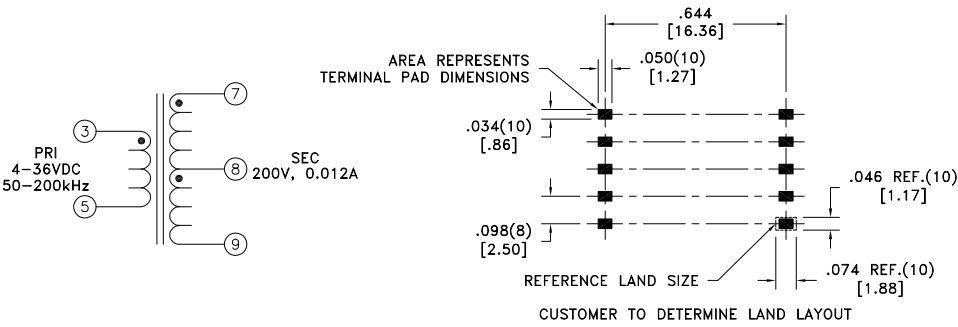 3
5
PRI
4-36VDC
50-200kHz
7
8
9
SEC
200V, 0.012A
AREA REPRESENTS
TERMINAL PAD DIMENSIONS
.644
[16.36]
.050(10)
[1.27]
.034(10)
[.86]
.098(8)
[2.50]
.046 REF.(10)
[1.17]
REFERENCE LAND SIZE
.074 REF.(10)
[1.88]
CUSTOMER TO DETERMINE LAND LAYOUT